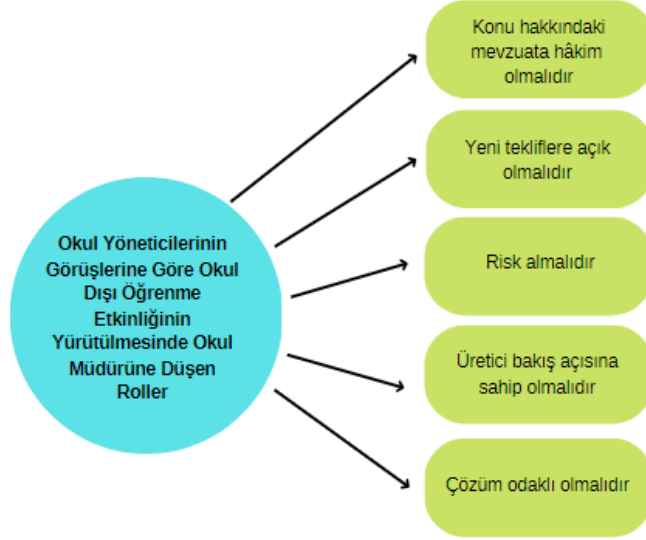 Okul Yöneticilerinin
Görüşlerine Göre Okul
Dışı Öğrenme
Etkinliğinin
Yürütülmesinde Okul
Müdürüne Düşen
Roller
Konu hakkındaki
mevzuata hâkim
olmalıdır
Yeni tekliflere açık
olmalıdır
Risk almalıdır
Üretici bakış açısına
sahip olmalıdır
Çözüm odaklı olmalıdır